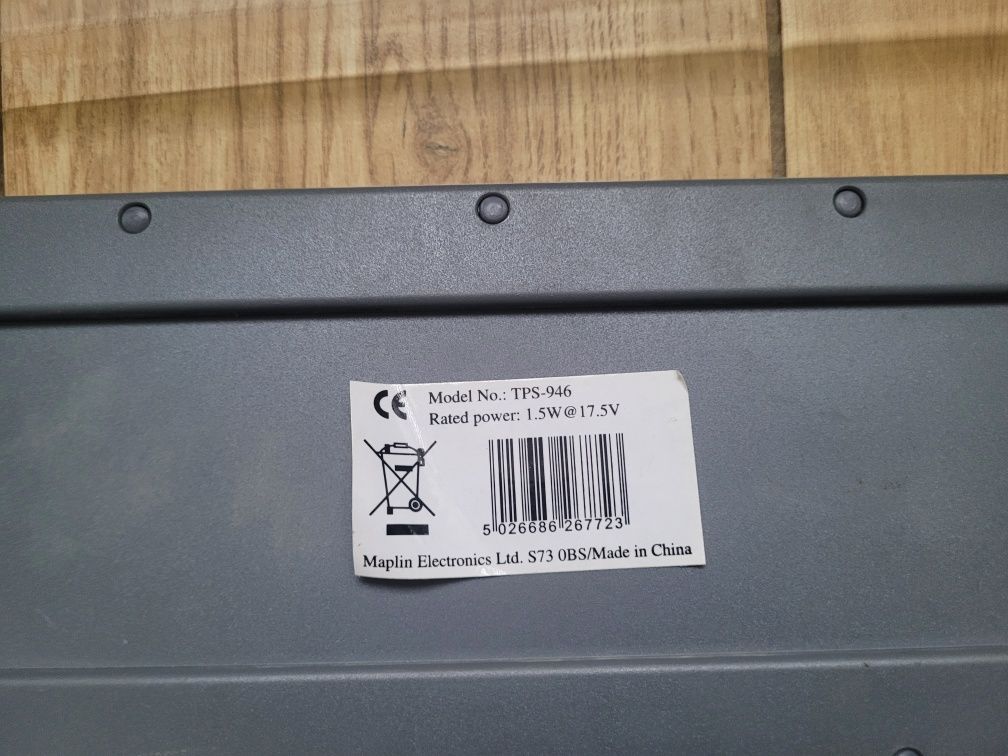 CE Model No.: TPS-946
Rated power: 1.5W@17.5V
5 026686 267723
Maplin Electronics Ltd. S73 0BS/Made in China